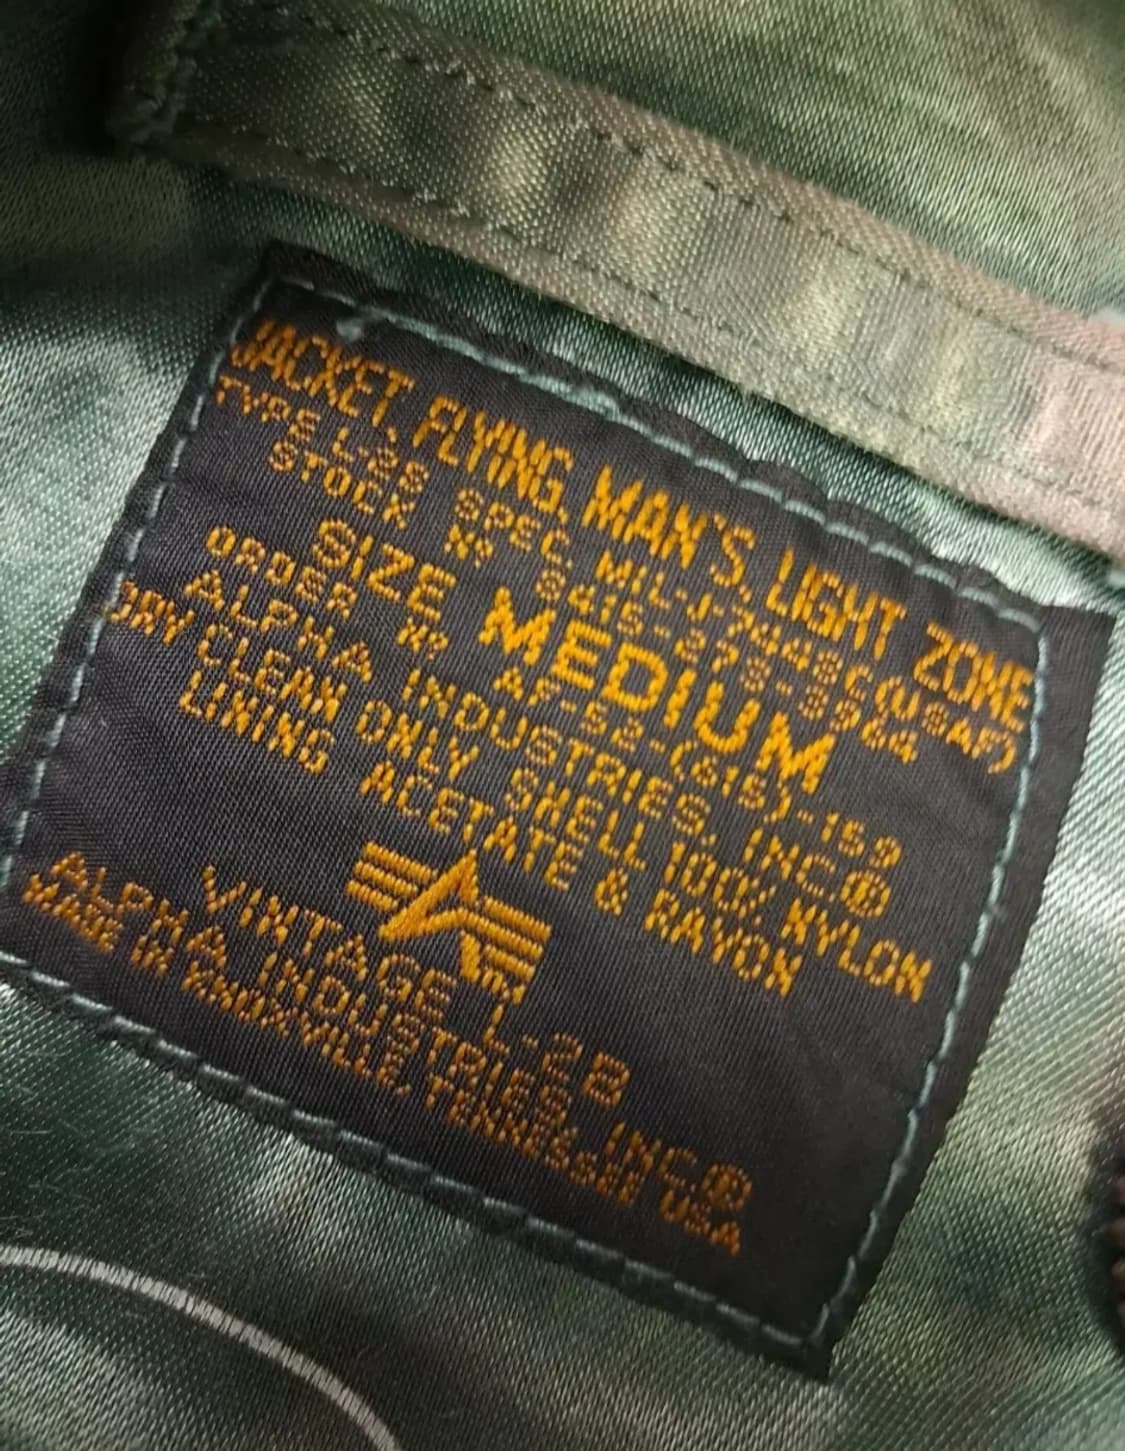 JACKET, FLYING, MAN'S, LIGHT ZONE
TYPE L-2B SPEC. MIL-J-7448C (USAF)
STOCK Nº 8415-275-8964
SIZE MEDIUM
ORDER Nº AF-52-(615)-159
ALPHA INDUSTRIES, INC®
DRY CLEAN ONLY SHELL 100% NYLON
LINING ACETATE & RAYON
VINTAGE L-2B
ALPHA INDUSTRIES INC®
MADE IN KNOXVILLE, TENNESSEE USA